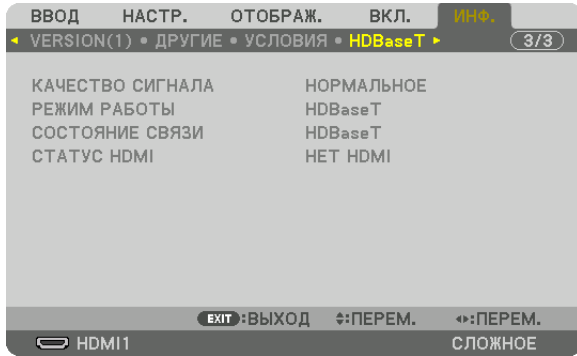 ВВОД НАСТР. ОТОБРАЖ. ВКЛ. ИНФ.
VERSION(1) • ДРУГИЕ • УСЛОВИЯ • HDBaseT 3/3
КАЧЕСТВО СИГНАЛА НОРМАЛЬНОЕ
РЕЖИМ РАБОТЫ HDBaseT
СОСТОЯНИЕ СВЯЗИ HDBaseT
СТАТУС HDMI НЕТ HDMI
EXIT:ВЫХОД :ПЕРЕМ. :ПЕРЕМ.
HDMI1 СЛОЖНОЕ